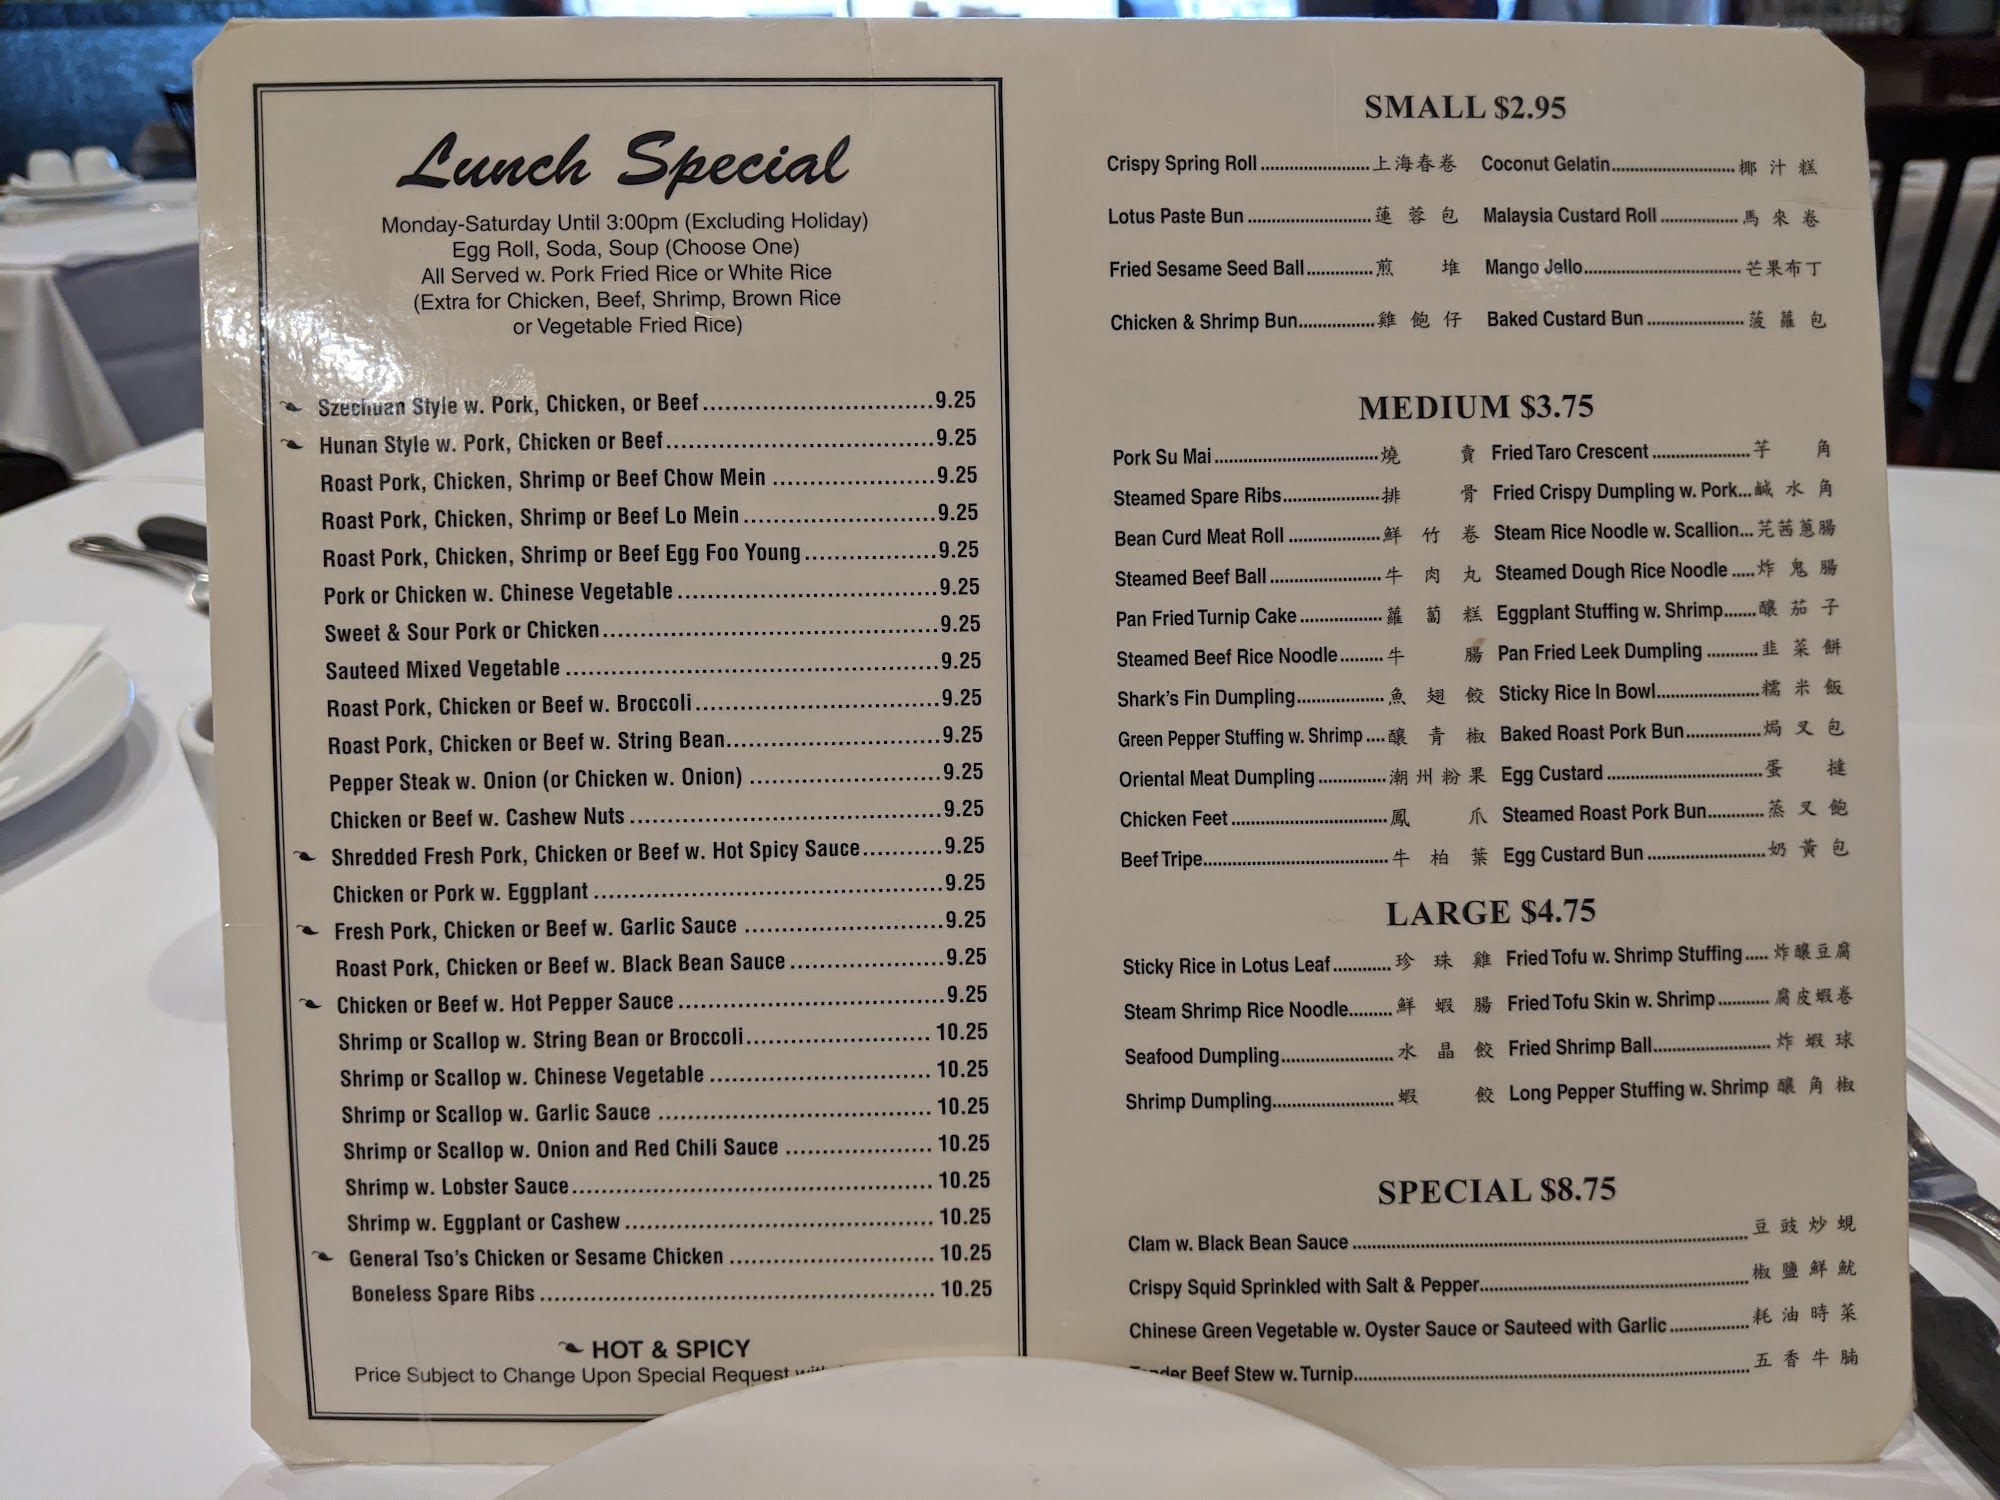 Lunch Special
Monday-Saturday Until 3:00pm (Excluding Holiday)
Egg Roll, Soda, Soup (Choose One)
All Served w. Pork Fried Rice or White Rice
(Extra for Chicken, Beef, Shrimp, Brown Rice
or Vegetable Fried Rice)
Szechuan Style w. Pork, Chicken, or Beef 9.25
Hunan Style w. Pork, Chicken or Beef 9.25
Roast Pork, Chicken, Shrimp or Beef Chow Mein 9.25
Roast Pork, Chicken, Shrimp or Beef Lo Mein 9.25
Roast Pork, Chicken, Shrimp or Beef Egg Foo Young 9.25
Pork or Chicken w. Chinese Vegetable 9.25
Sweet & Sour Pork or Chicken 9.25
Sauteed Mixed Vegetable 9.25
Roast Pork, Chicken or Beef w. Broccoli 9.25
Roast Pork, Chicken or Beef w. String Bean 9.25
Pepper Steak w. Onion (or Chicken w. Onion) 9.25
Chicken or Beef w. Cashew Nuts 9.25
Shredded Fresh Pork, Chicken or Beef w. Hot Spicy Sauce 9.25
Chicken or Pork w. Eggplant 9.25
Fresh Pork, Chicken or Beef w. Garlic Sauce 9.25
Roast Pork, Chicken or Beef w. Black Bean Sauce 9.25
Chicken or Beef w. Hot Pepper Sauce 9.25
Shrimp or Scallop w. String Bean or Broccoli 10.25
Shrimp or Scallop w. Chinese Vegetable 10.25
Shrimp or Scallop w. Garlic Sauce 10.25
Shrimp or Scallop w. Onion and Red Chili Sauce 10.25
Shrimp w. Lobster Sauce 10.25
Shrimp w. Eggplant or Cashew 10.25
General Tso's Chicken or Sesame Chicken 10.25
Boneless Spare Ribs 10.25
HOT & SPICY
Price Subject to Change Upon Special Request
SMALL $2.95
Crispy Spring Roll 上海春卷 Coconut Gelatin 椰汁糕
Lotus Paste Bun 蓮蓉包 Malaysia Custard Roll 馬來卷
Fried Sesame Seed Ball 煎堆 Mango Jello 芒果布丁
Chicken & Shrimp Bun 雞飽仔 Baked Custard Bun 菠蘿包
MEDIUM $3.75
Pork Su Mai 燒賣 Fried Taro Crescent 芋角
Steamed Spare Ribs 排骨 Fried Crispy Dumpling w. Pork 鹹水角
Bean Curd Meat Roll 鮮竹卷 Steam Rice Noodle w. Scallion 芫茜蔥腸
Steamed Beef Ball 牛肉丸 Steamed Dough Rice Noodle 炸鬼腸
Pan Fried Turnip Cake 蘿蔔糕 Eggplant Stuffing w. Shrimp 釀茄子
Steamed Beef Rice Noodle 牛腸 Pan Fried Leek Dumpling 韭菜餅
Shark's Fin Dumpling 魚翅餃 Sticky Rice In Bowl 糯米飯
Green Pepper Stuffing w. Shrimp 釀青椒 Baked Roast Pork Bun 焗叉包
Oriental Meat Dumpling 潮州粉果 Egg Custard 蛋撻
Chicken Feet 鳳爪 Steamed Roast Pork Bun 蒸叉飽
Beef Tripe 牛柏葉 Egg Custard Bun 奶黃包
LARGE $4.75
Sticky Rice in Lotus Leaf 珍珠雞 Fried Tofu w. Shrimp Stuffing 炸釀豆腐
Steam Shrimp Rice Noodle 鮮蝦腸 Fried Tofu Skin w. Shrimp 腐皮蝦卷
Seafood Dumpling 水晶餃 Fried Shrimp Ball 炸蝦球
Shrimp Dumpling 蝦餃 Long Pepper Stuffing w. Shrimp 釀角椒
SPECIAL $8.75
Clam w. Black Bean Sauce 豆豉炒蜆
Crispy Squid Sprinkled with Salt & Pepper 椒鹽鮮魷
Chinese Green Vegetable w. Oyster Sauce or Sauteed with Garlic 耗油時菜
Beef Stew w. Turnip 五香牛腩